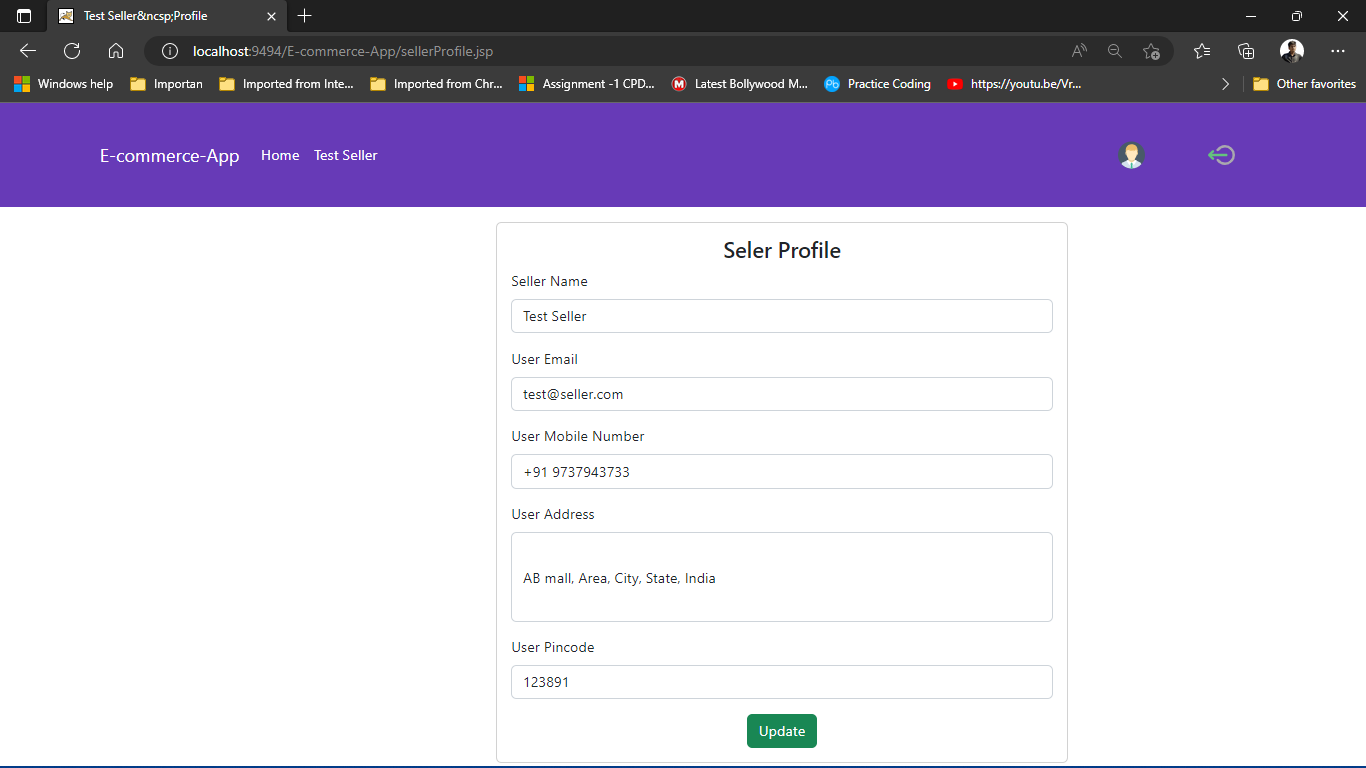 Test Seller&ncsp;Profile
localhost:9494/E-commerce-App/sellerProfile.jsp
Windows help Importan Imported from Inte... Imported from Chr... Assignment -1 CPD... Latest Bollywood M... Practice Coding https://youtu.be/Vr... Other favorites
E-commerce-App Home Test Seller
Seler Profile
Seller Name
Test Seller
User Email
test@seller.com
User Mobile Number
+91 9737943733
User Address
AB mall, Area, City, State, India
User Pincode
123891
Update